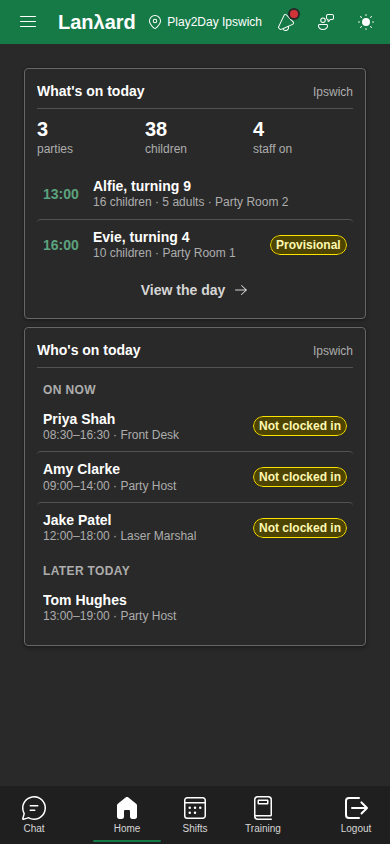 Lanλard
Play2Day Ipswich
What's on today
Ipswich
3
38
4
parties
children
staff on
13:00
Alfie, turning 9
16 children · 5 adults · Party Room 2
16:00
Evie, turning 4
10 children · Party Room 1
Provisional
View the day
Who's on today
Ipswich
ON NOW
Priya Shah
08:30–16:30 · Front Desk
Not clocked in
Amy Clarke
09:00–14:00 · Party Host
Not clocked in
Jake Patel
12:00–18:00 · Laser Marshal
Not clocked in
LATER TODAY
Tom Hughes
13:00–19:00 · Party Host
Chat
Home
Shifts
Training
Logout